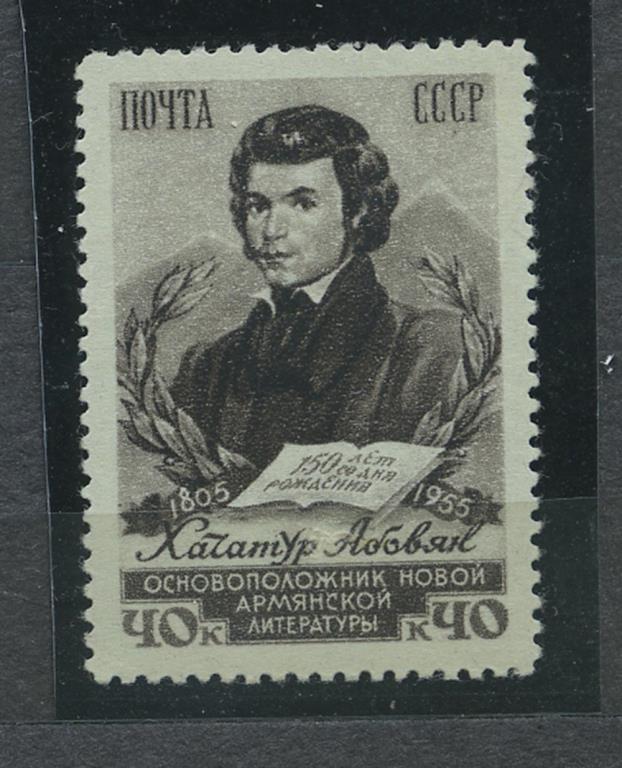 ПОЧТА СССР
150 ЛЕТ
СО ДНЯ
РОЖДЕНИЯ
1805 1955
Хачатур Абовян
ОСНОВОПОЛОЖНИК НОВОЙ
АРМЯНСКОЙ
ЛИТЕРАТУРЫ
40к к40